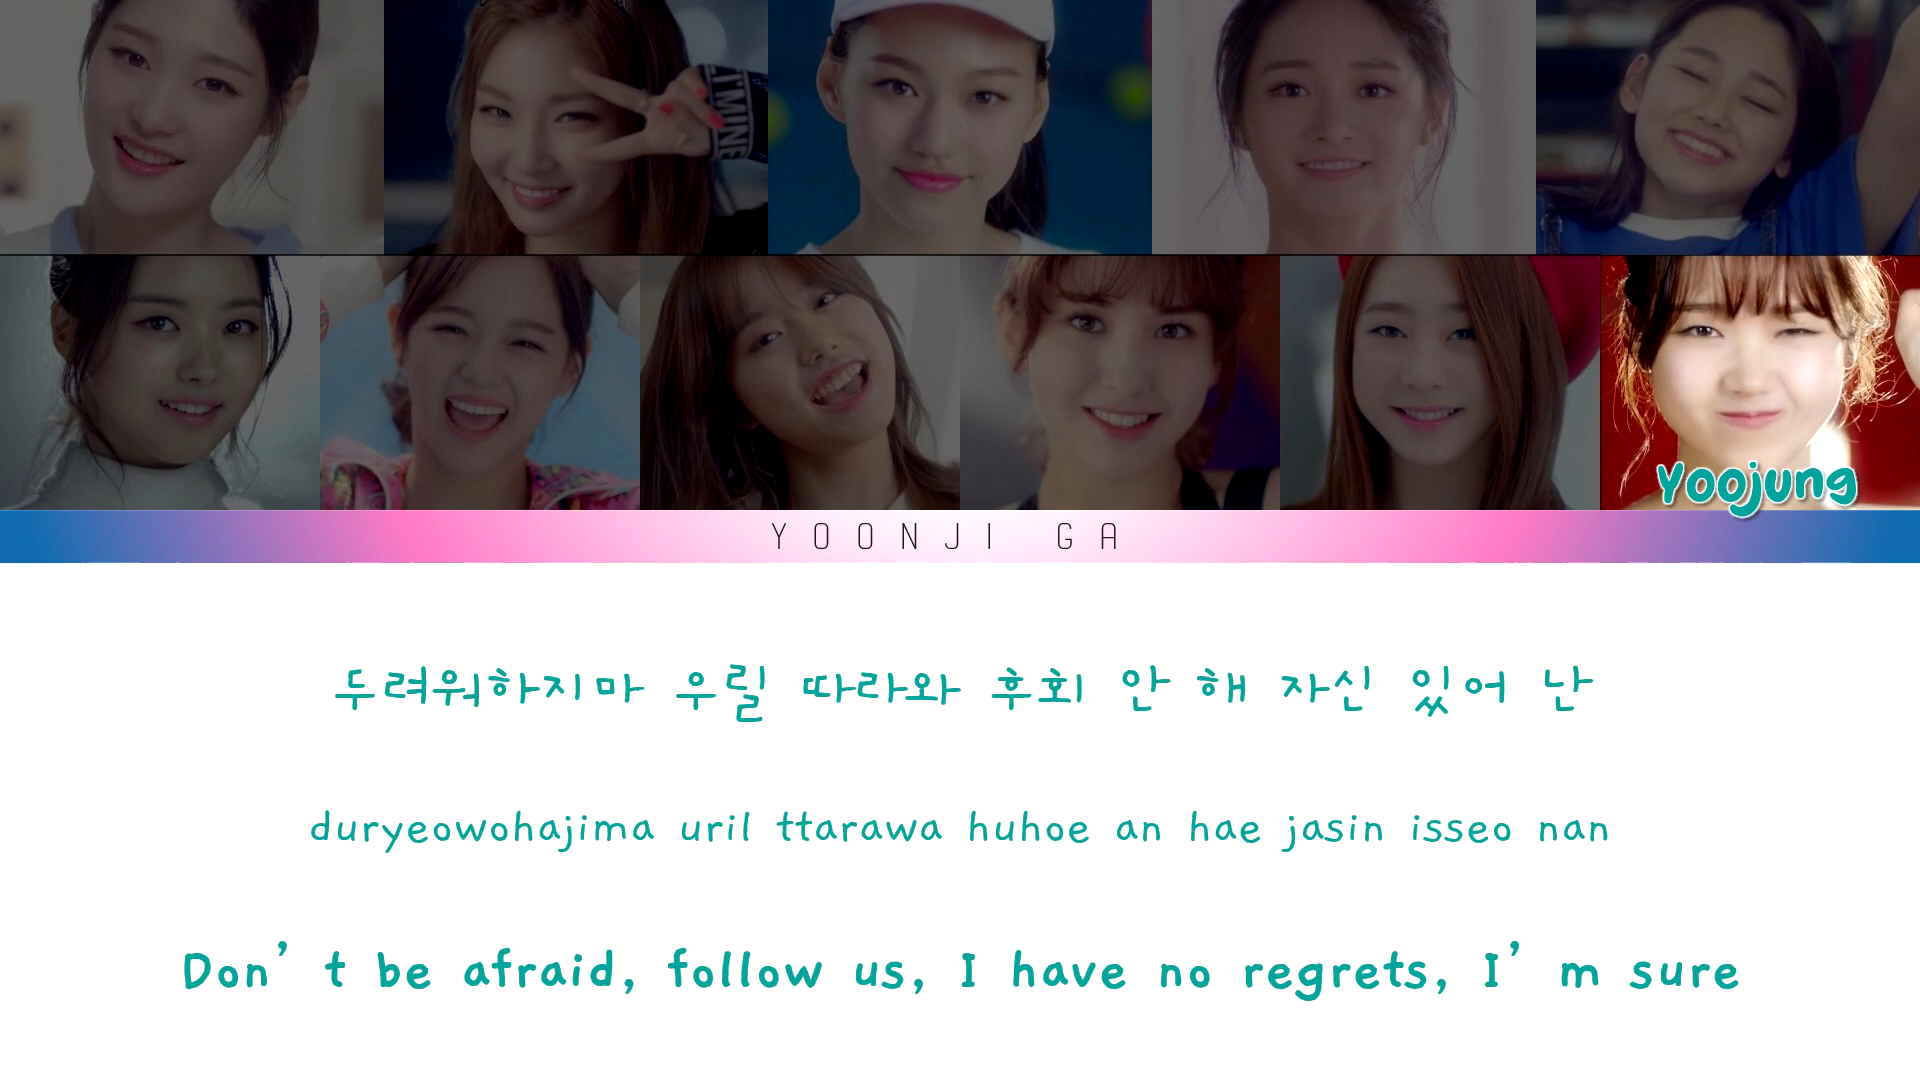 I'M MINE
Yoojung
YOONJI GA
두려워하지마 우릴 따라와 후회 안 해 자신 있어 난
duryeowohajima uril ttarawa huhoe an hae jasin isseo nan
Don't be afraid, follow us, I have no regrets, I'm sure